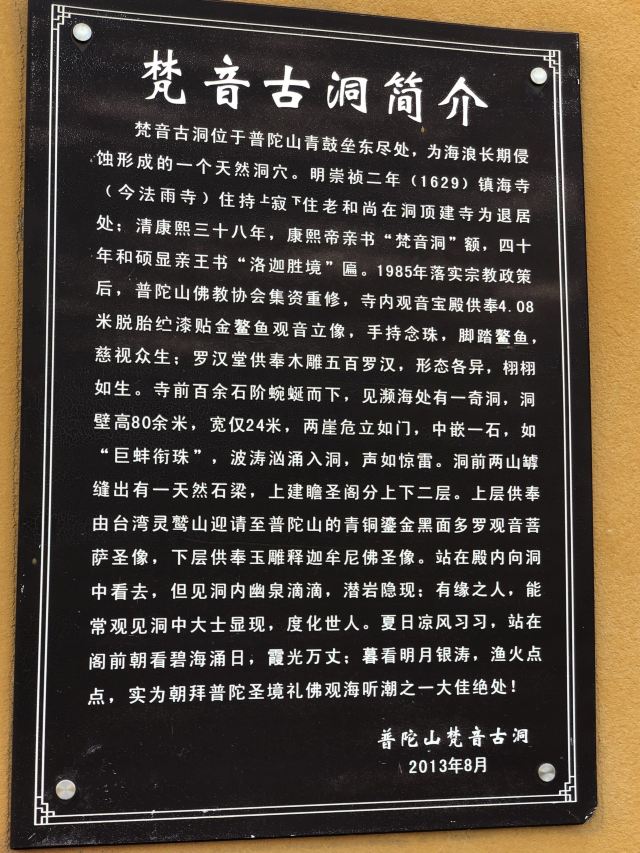 梵音古洞简介
梵音古洞位于普陀山青鼓垒东尽处，为海浪长期侵
蚀形成的一个天然洞穴。明崇祯二年（1629）镇海寺
（今法雨寺）住持上寂下住老和尚在洞顶建寺为退居
处；清康熙三十八年，康熙帝亲书“梵音洞”额，四十
年和硕显亲王书“洛迦胜境”匾。1985年落实宗教政策
后，普陀山佛教协会集资重修，寺内观音宝殿供奉4.08
米脱胎纻漆贴金鳌鱼观音立像，手持念珠，脚踏鳌鱼，
慈视众生；罗汉堂供奉木雕五百罗汉，形态各异，栩栩
如生。寺前百余石阶蜿蜒而下，见濒海处有一奇洞，洞
壁高80余米，宽仅24米，两崖危立如门，中嵌一石，如
“巨蚌衔珠”，波涛汹涌入洞，声如惊雷。洞前两山罅
缝出有一天然石梁，上建瞻圣阁分上下二层。上层供奉
由台湾灵鹫山迎请至普陀山的青铜鎏金黑面多罗观音菩
萨圣像，下层供奉玉雕释迦牟尼佛圣像。站在殿内向洞
中看去，但见洞内幽泉滴滴，潜岩隐现；有缘之人，能
常观见洞中大士显现，度化世人。夏日凉风习习，站在
阁前朝看碧海涌日，霞光万丈；暮看明月银涛，渔火点
点，实为朝拜普陀圣境礼佛观海听潮之一大佳绝处！
普陀山梵音古洞
2013年8月